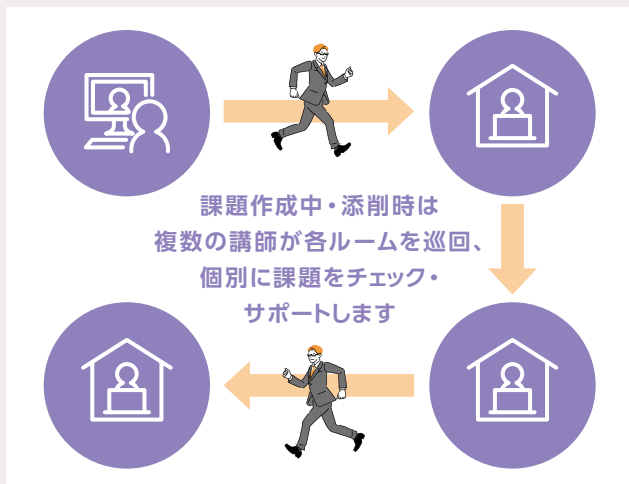 課題作成中・添削時は
複数の講師が各ルームを巡回、
個別に課題をチェック・
サポートします